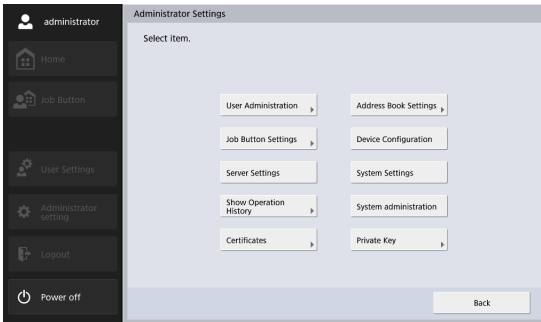 administrator
Home
Job Button
User Settings
Administrator
setting
Logout
Power off
Administrator Settings
Select item.
User Administration
Address Book Settings
Job Button Settings
Device Configuration
Server Settings
System Settings
Show Operation
History
System administration
Certificates
Private Key
Back